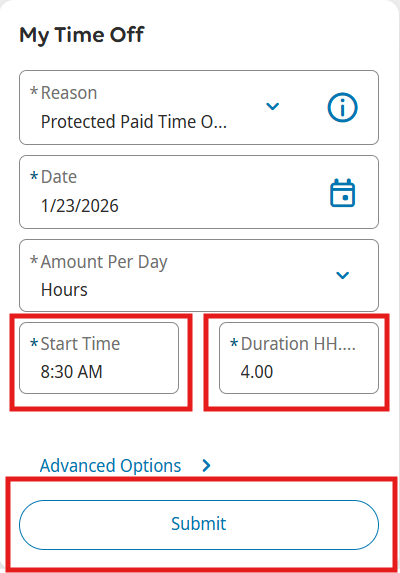 My Time Off
*Reason
Protected Paid Time O...
*Date
1/23/2026
*Amount Per Day
Hours
*Start Time
8:30 AM
*Duration HH....
4.00
Advanced Options
Submit